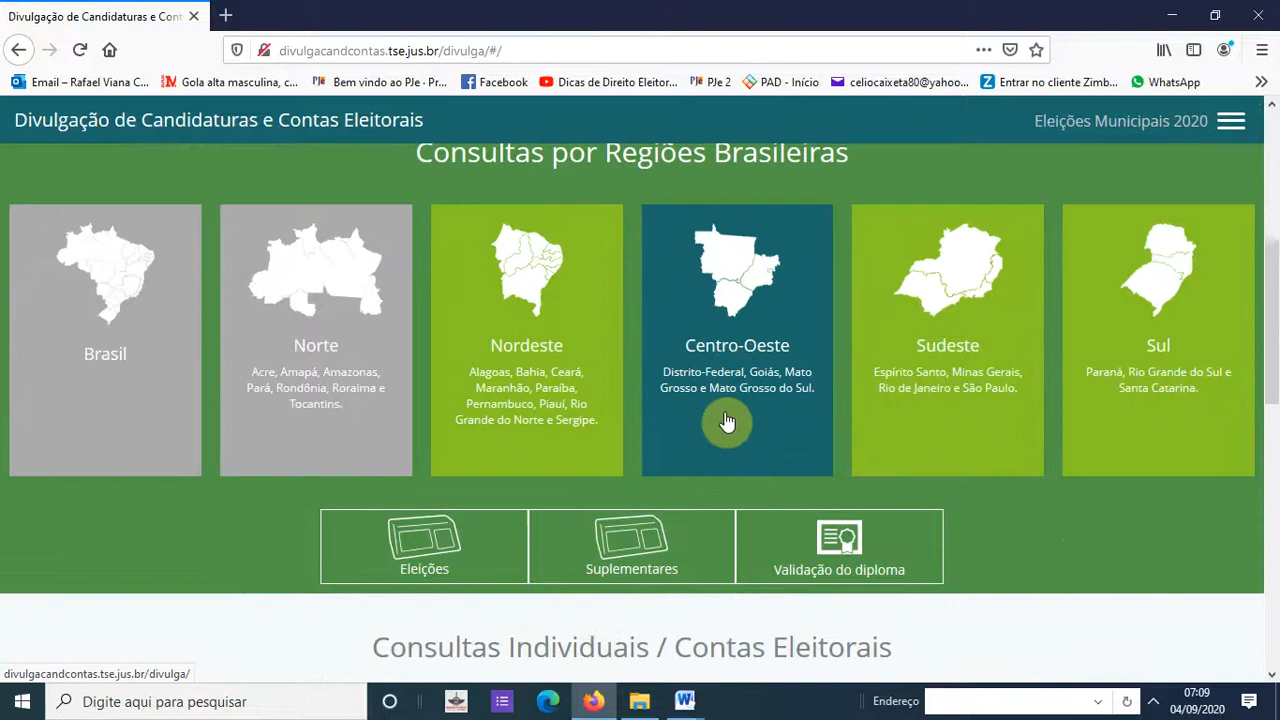 Divulgação de Candidaturas e Cont
divulgacandcontas.tse.jus.br/divulga/#/
Email – Rafael Viana C...
Gola alta masculina, c...
Bem vindo ao PJe · Pr...
Facebook
Dicas de Direito Eleitor...
PJe 2
PAD - Início
celiocaixeta80@yahoo...
Entrar no cliente Zimb...
WhatsApp
Divulgação de Candidaturas e Contas Eleitorais
Eleições Municipais 2020
Consultas por Regiões Brasileiras
Brasil
Norte
Acre, Amapá, Amazonas,
Pará, Rondônia, Roraima e
Tocantins.
Nordeste
Alagoas, Bahia, Ceará,
Maranhão, Paraíba,
Pernambuco, Piauí, Rio
Grande do Norte e Sergipe.
Centro-Oeste
Distrito-Federal, Goiás, Mato
Grosso e Mato Grosso do Sul.
Sudeste
Espírito Santo, Minas Gerais,
Rio de Janeiro e São Paulo.
Sul
Paraná, Rio Grande do Sul e
Santa Catarina.
Eleições
Suplementares
Validação do diploma
Consultas Individuais / Contas Eleitorais
divulgacandcontas.tse.jus.br/divulga/
Digite aqui para pesquisar
Endereço
07:09
04/09/2020